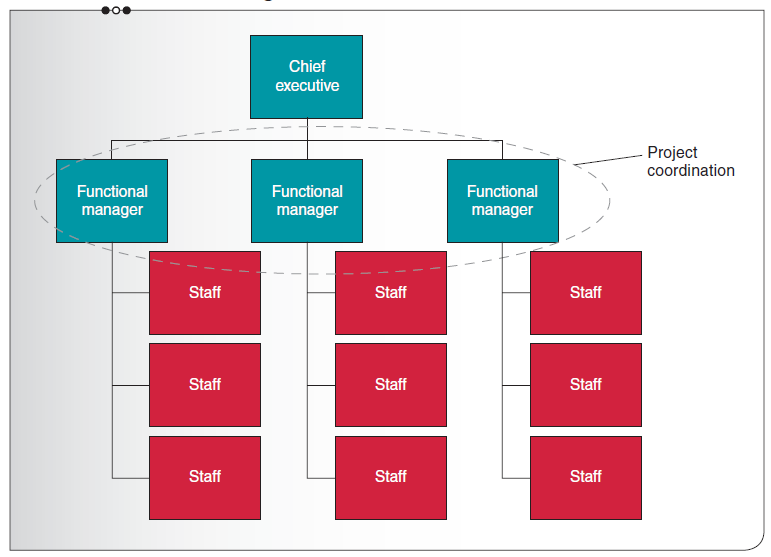 Chief
executive
Project
coordination
Functional
manager
Functional
manager
Functional
manager
Staff
Staff
Staff
Staff
Staff
Staff
Staff
Staff
Staff